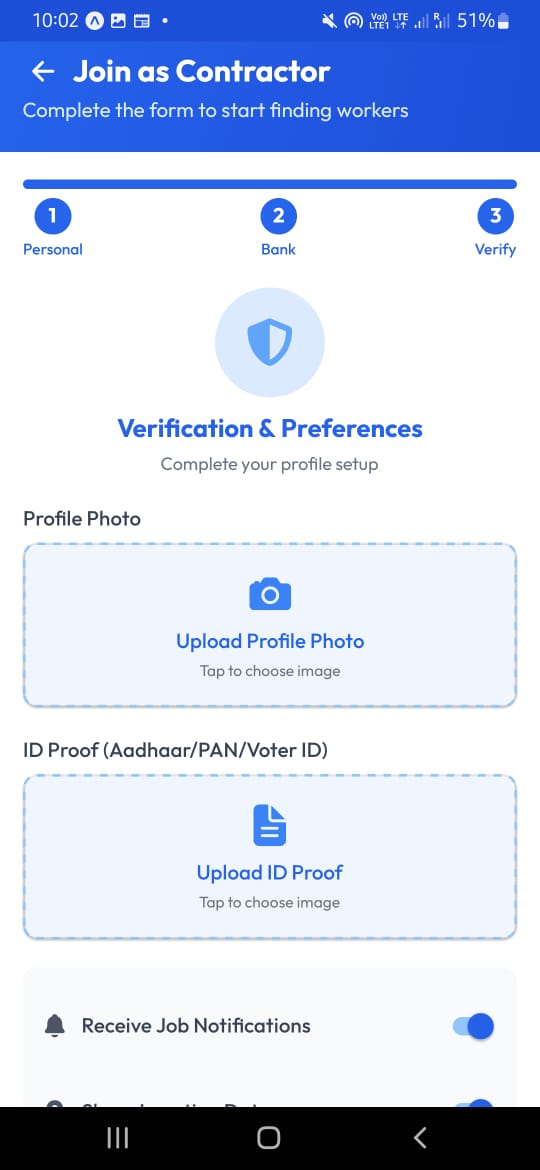 10:02
Vo)) LTE
LTE1
R
51%
Join as Contractor
Complete the form to start finding workers
1
2
3
Personal
Bank
Verify
Verification & Preferences
Complete your profile setup
Profile Photo
Upload Profile Photo
Tap to choose image
ID Proof (Aadhaar/PAN/Voter ID)
Upload ID Proof
Tap to choose image
Receive Job Notifications